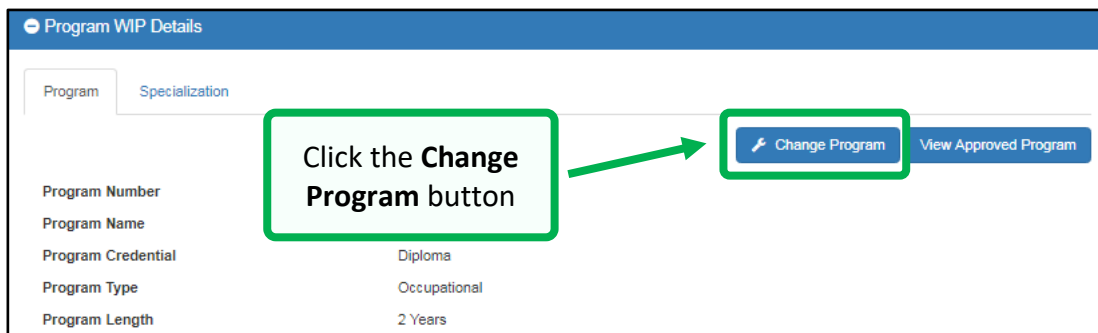 Program WIP Details
Program Specialization
Change Program View Approved Program
Click the Change
Program button
Program Number
Program Name
Program Credential Diploma
Program Type Occupational
Program Length 2 Years